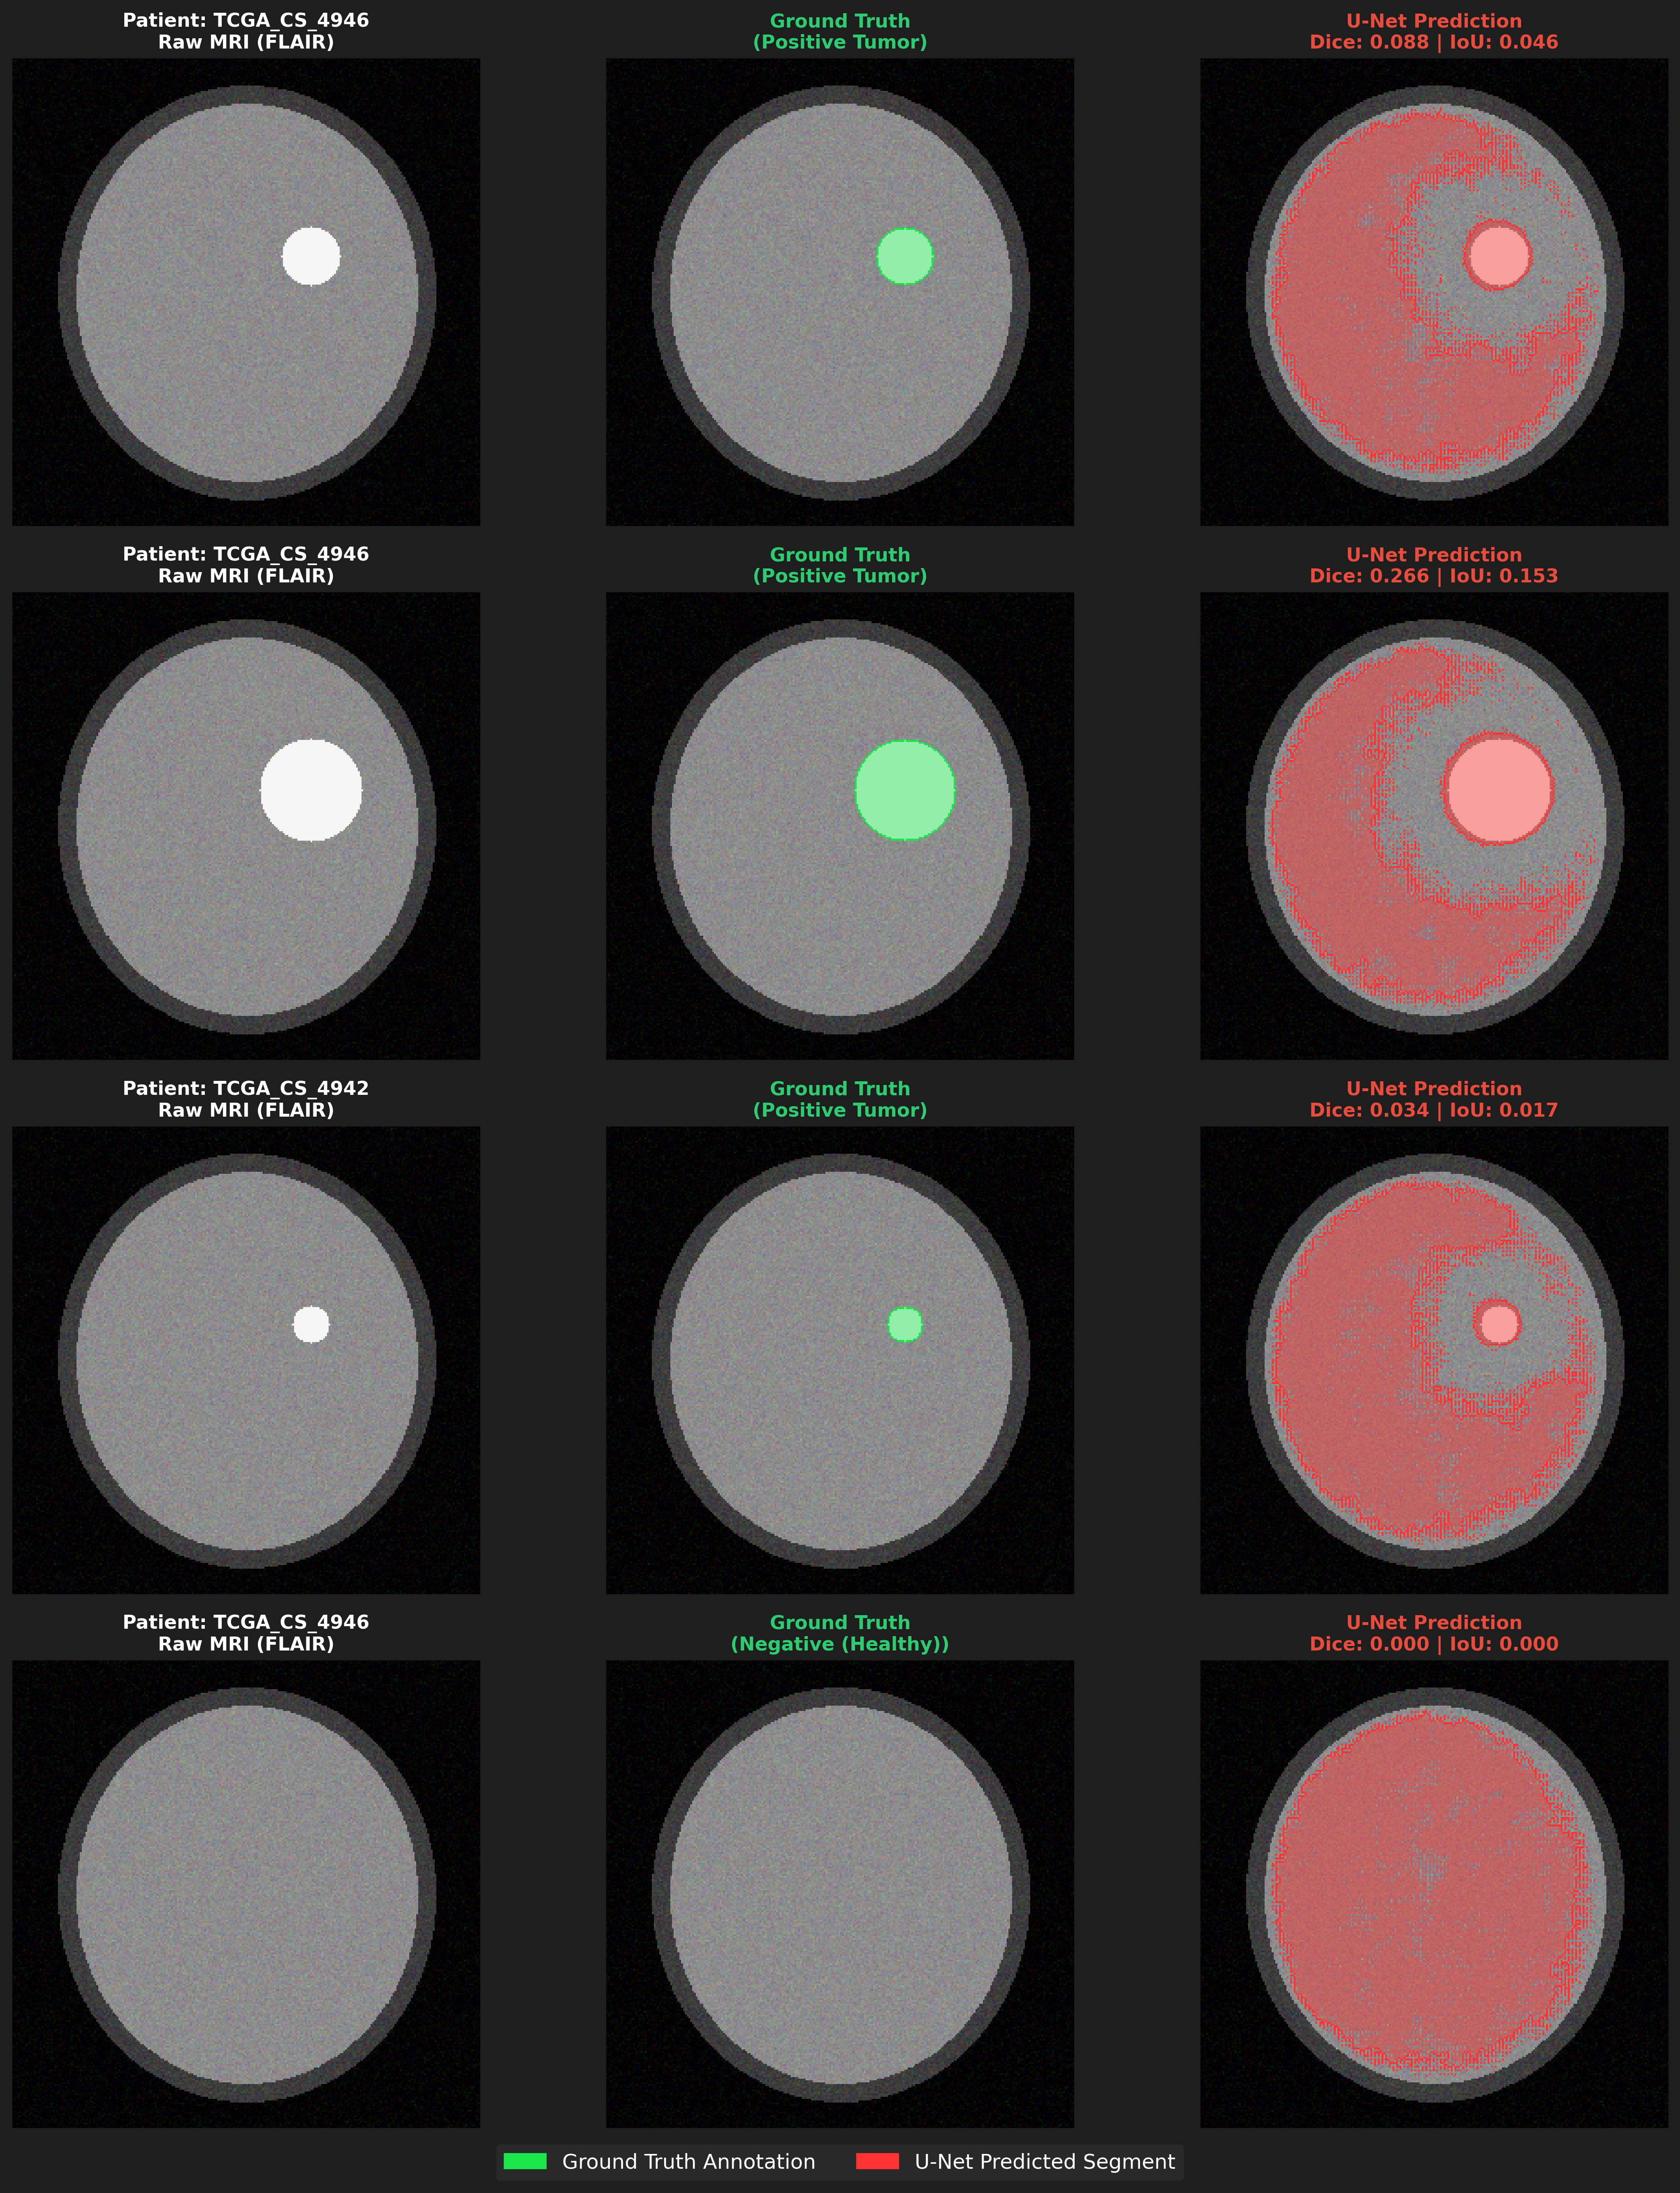 Patient: TCGA_CS_4946
Raw MRI (FLAIR)
Ground Truth
(Positive Tumor)
U-Net Prediction
Dice: 0.088 | IoU: 0.046
Patient: TCGA_CS_4946
Raw MRI (FLAIR)
Ground Truth
(Positive Tumor)
U-Net Prediction
Dice: 0.266 | IoU: 0.153
Patient: TCGA_CS_4942
Raw MRI (FLAIR)
Ground Truth
(Positive Tumor)
U-Net Prediction
Dice: 0.034 | IoU: 0.017
Patient: TCGA_CS_4946
Raw MRI (FLAIR)
Ground Truth
(Negative (Healthy))
U-Net Prediction
Dice: 0.000 | IoU: 0.000
Ground Truth Annotation
U-Net Predicted Segment